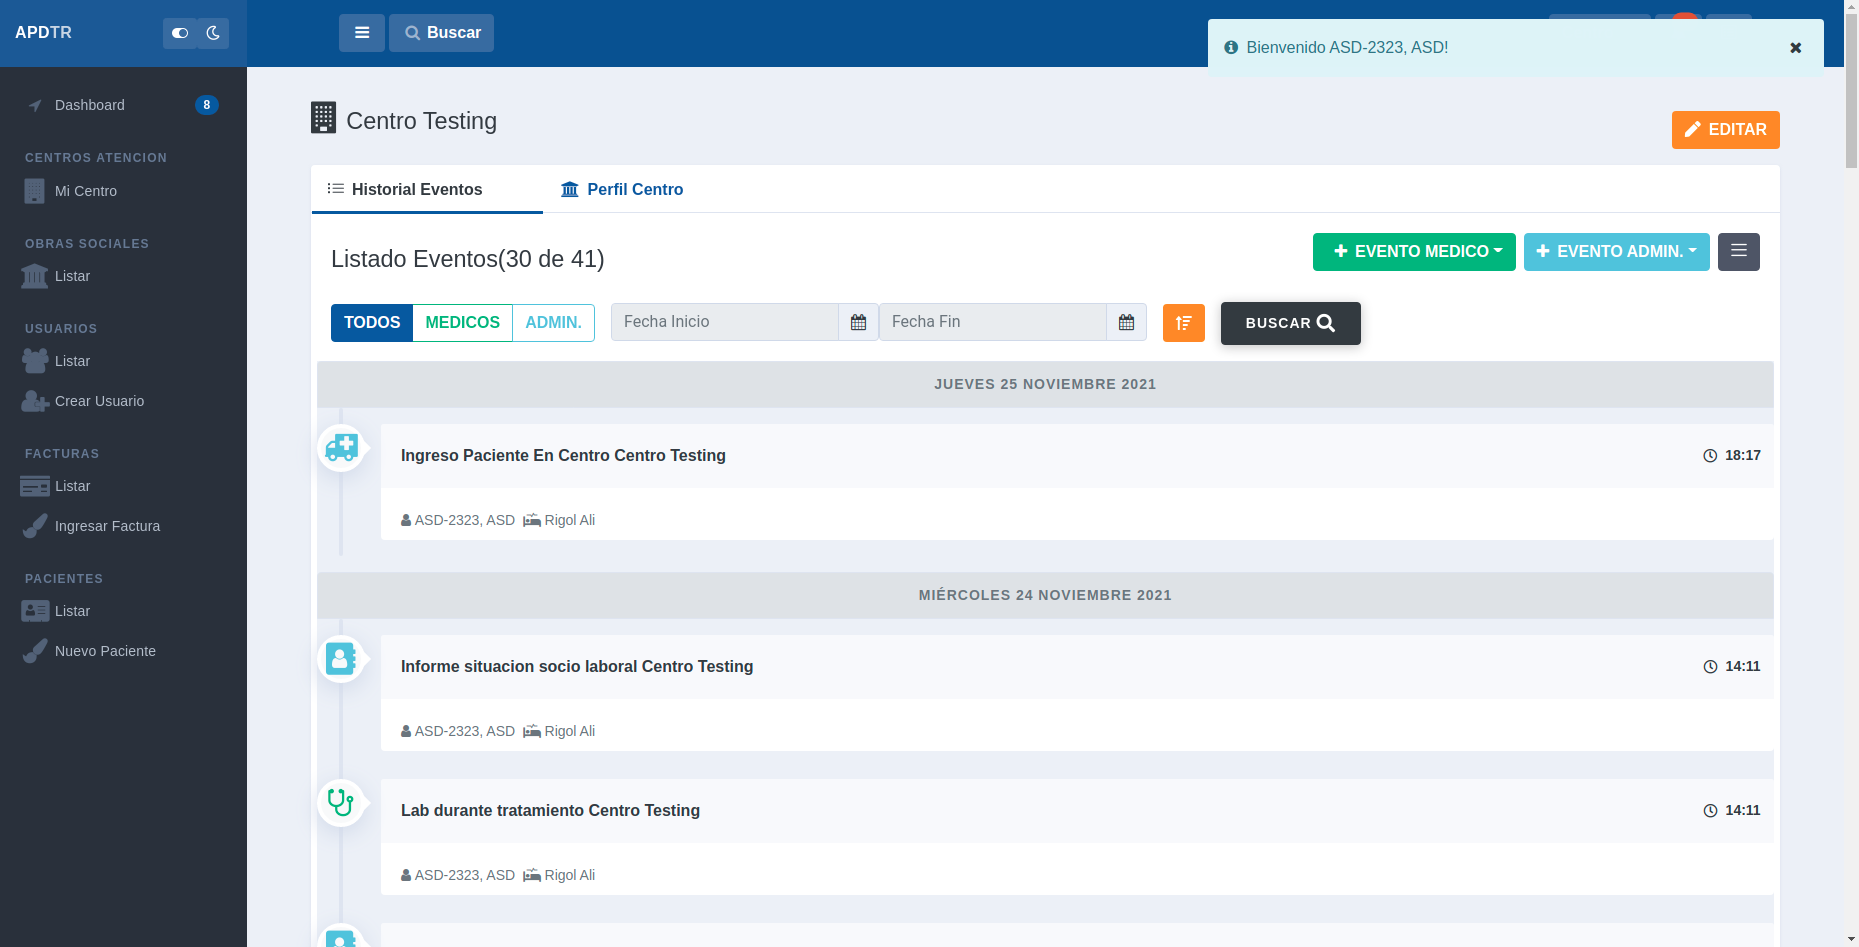 APDTR
Buscar
Bienvenido ASD-2323, ASD!
Dashboard 8
CENTROS ATENCION
Mi Centro
OBRAS SOCIALES
Listar
USUARIOS
Listar
Crear Usuario
FACTURAS
Listar
Ingresar Factura
PACIENTES
Listar
Nuevo Paciente
Centro Testing
EDITAR
Historial Eventos Perfil Centro
Listado Eventos(30 de 41)
EVENTO MEDICO EVENTO ADMIN.
TODOS MEDICOS ADMIN. Fecha Inicio Fecha Fin BUSCAR
JUEVES 25 NOVIEMBRE 2021
Ingreso Paciente En Centro Centro Testing 18:17
ASD-2323, ASD Rigol Ali
MIÉRCOLES 24 NOVIEMBRE 2021
Informe situacion socio laboral Centro Testing 14:11
ASD-2323, ASD Rigol Ali
Lab durante tratamiento Centro Testing 14:11
ASD-2323, ASD Rigol Ali